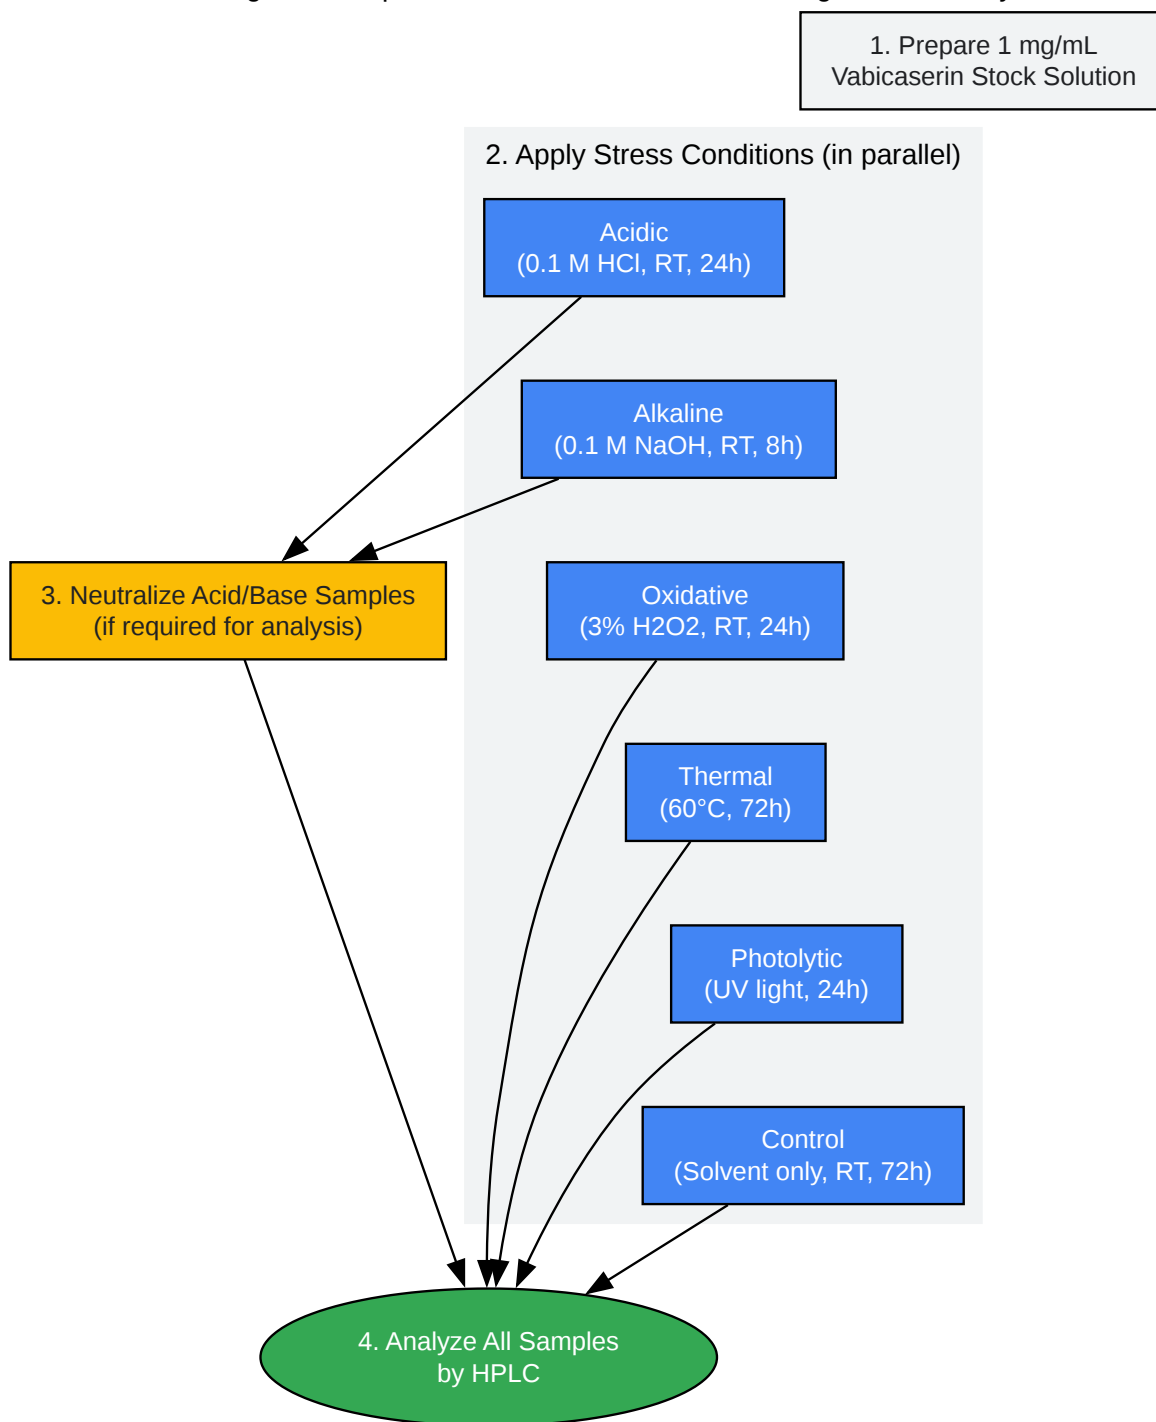 1. Prepare 1 mg/mL
Vabicaserin Stock Solution
2. Apply Stress Conditions (in parallel)
Acidic
(0.1 M HCl, RT, 24h)
Alkaline
(0.1 M NaOH, RT, 8h)
3. Neutralize Acid/Base Samples
(if required for analysis)
Oxidative
(3% H2O2, RT, 24h)
Thermal
(60°C, 72h)
Photolytic
(UV light, 24h)
Control
(Solvent only, RT, 72h)
4. Analyze All Samples
by HPLC